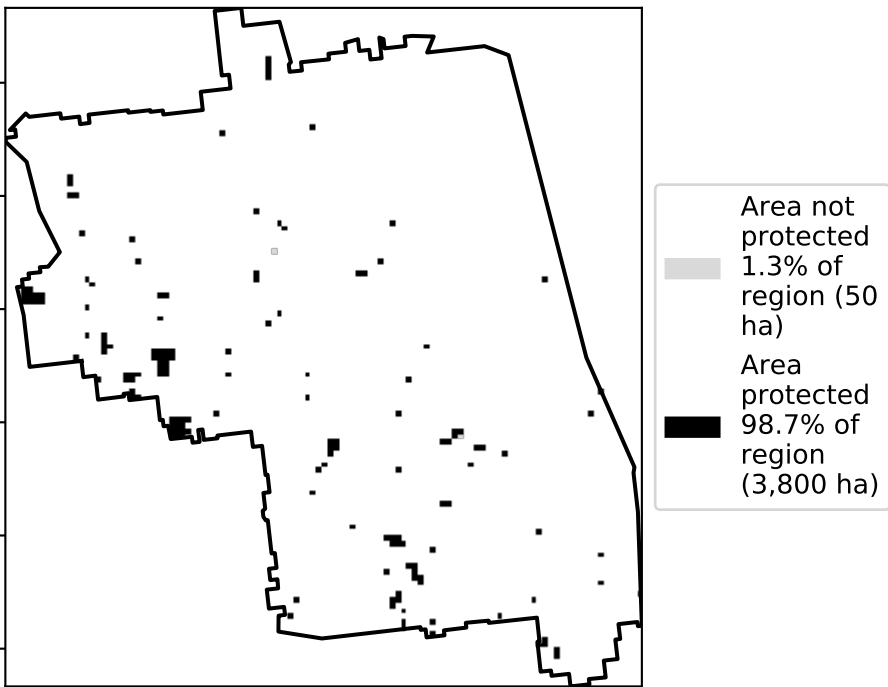 Area not
protected
1.3% of
region (50
ha)
Area
protected
98.7% of
region
(3,800 ha)